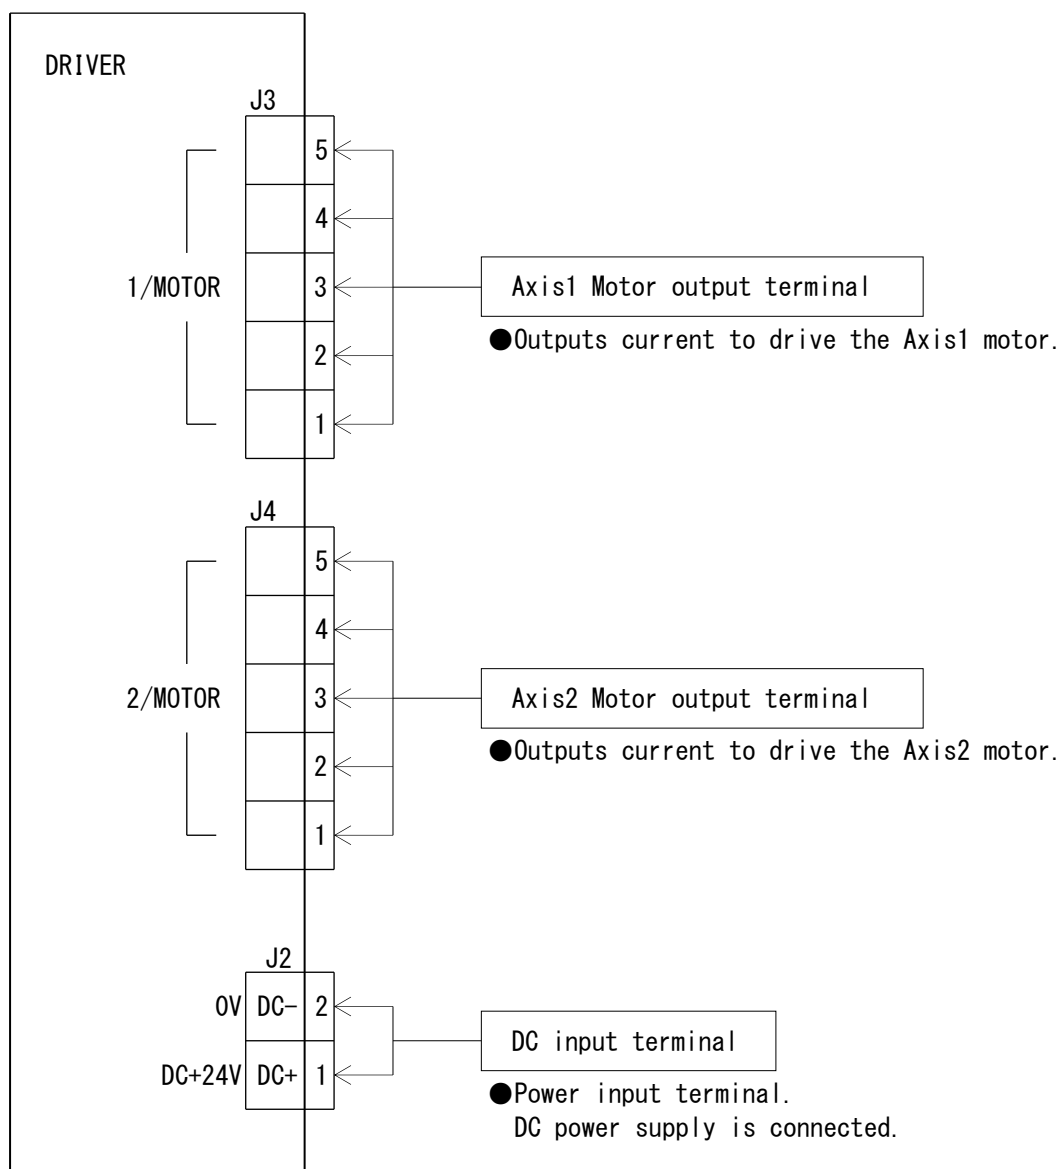 DRIVER
J3
5
4
1/MOTOR
3
Axis1 Motor output terminal
●Outputs current to drive the Axis1 motor.
2
1
J4
5
4
2/MOTOR
3
Axis2 Motor output terminal
●Outputs current to drive the Axis2 motor.
2
1
J2
0V DC- 2
DC input terminal
DC+24V DC+ 1
●Power input terminal.
DC power supply is connected.